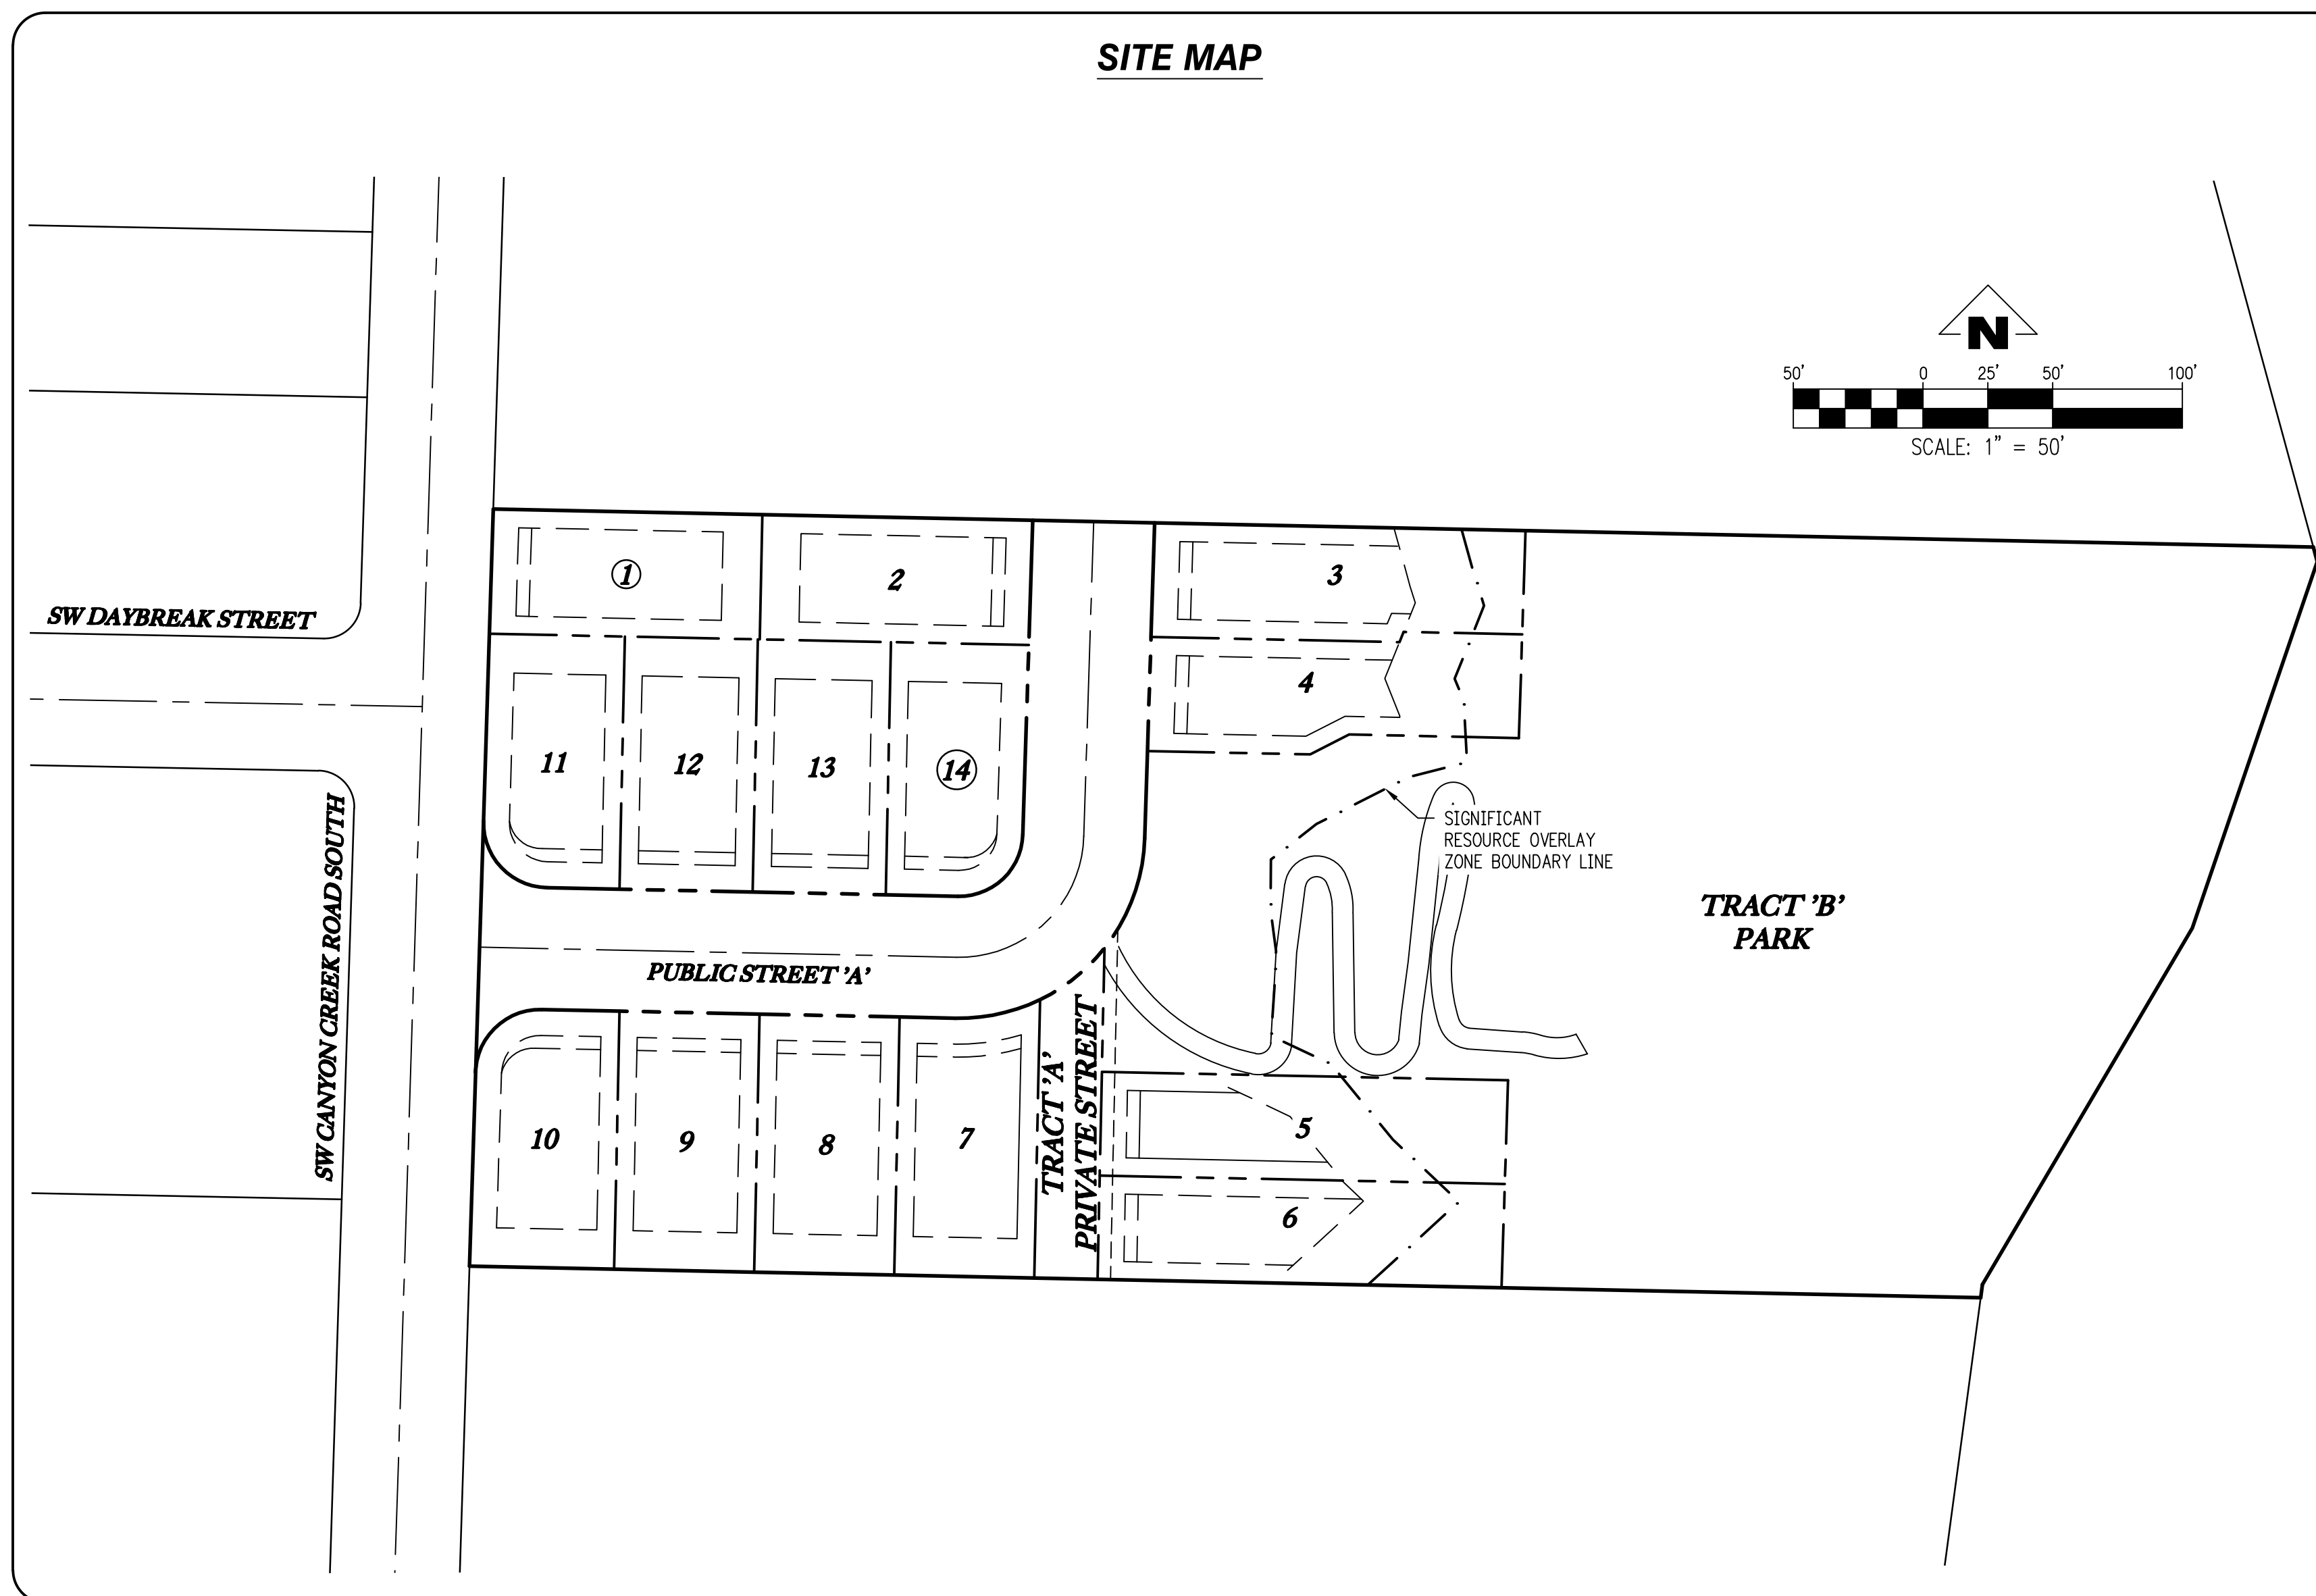 SITE MAP
N
50' 0 25' 50' 100'
SCALE: 1" = 50'
1
2
3
SW DAYBREAK STREET
4
11
12
13
14
SIGNIFICANT
RESOURCE OVERLAY
ZONE BOUNDARY LINE
TRACT 'B'
PARK
SW CANYON CREEK ROAD SOUTH
PUBLIC STREET 'A'
TRACT 'A'
PRIVATE STREET
10
9
8
7
5
6